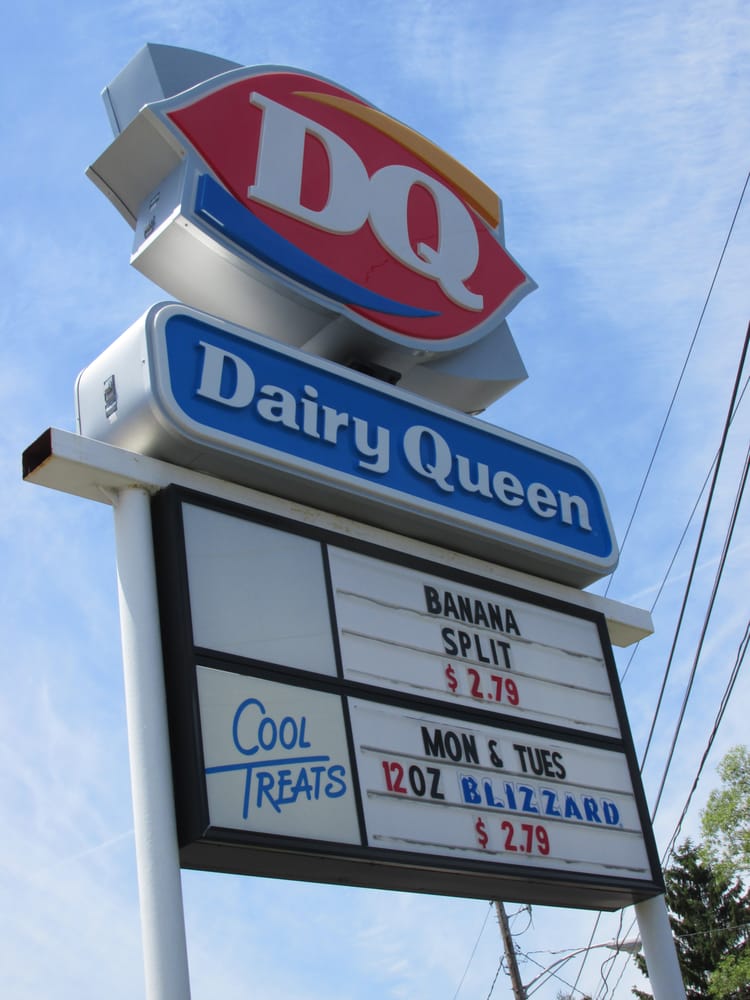 DQ
Dairy Queen
BANANA
SPLIT
$2.79
COOL
TREATS
MON & TUES
12OZ BLIZZARD
$2.79